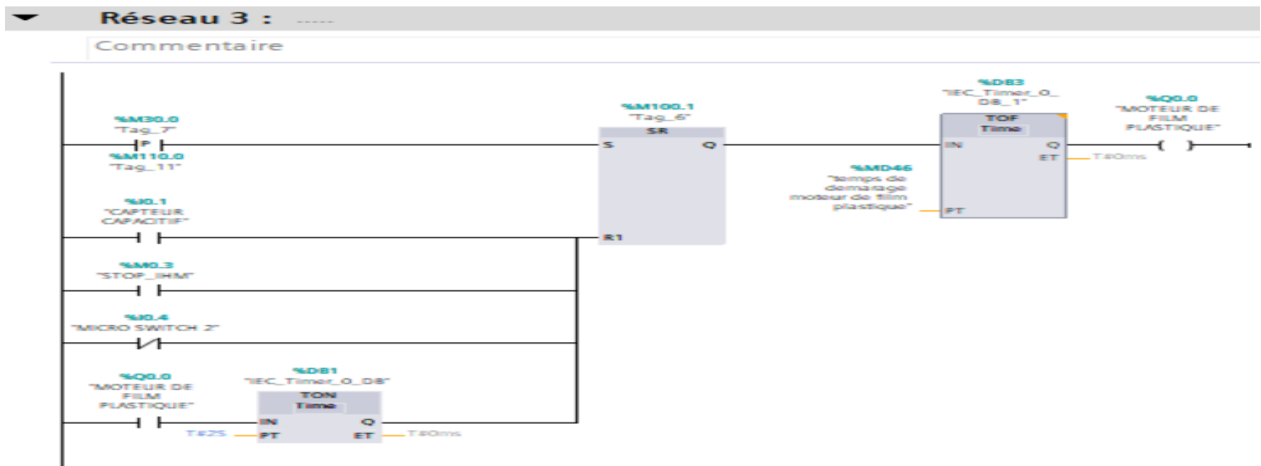 Réseau 3 : .....
Commentaire
%M30.0
"Tag_7"
P
%M110.0
"Tag_11"
%M100.1
"Tag_6"
SR
S Q
R1
%DB3
"IEC_Timer_0_
DB_1"
TOF
Time
IN Q
ET T#0ms
PT
%MD46
"temps de
demarage
moteur de film
plastique"
%Q0.0
"MOTEUR DE
FILM
PLASTIQUE"
%I0.1
"CAPTEUR
CAPACITIF"
%M0.3
"STOP_IHM"
%I0.4
"MICRO SWITCH 2"
%Q0.0
"MOTEUR DE
FILM
PLASTIQUE"
%DB1
"IEC_Timer_0_DB"
TON
Time
IN Q
PT ET T#0ms